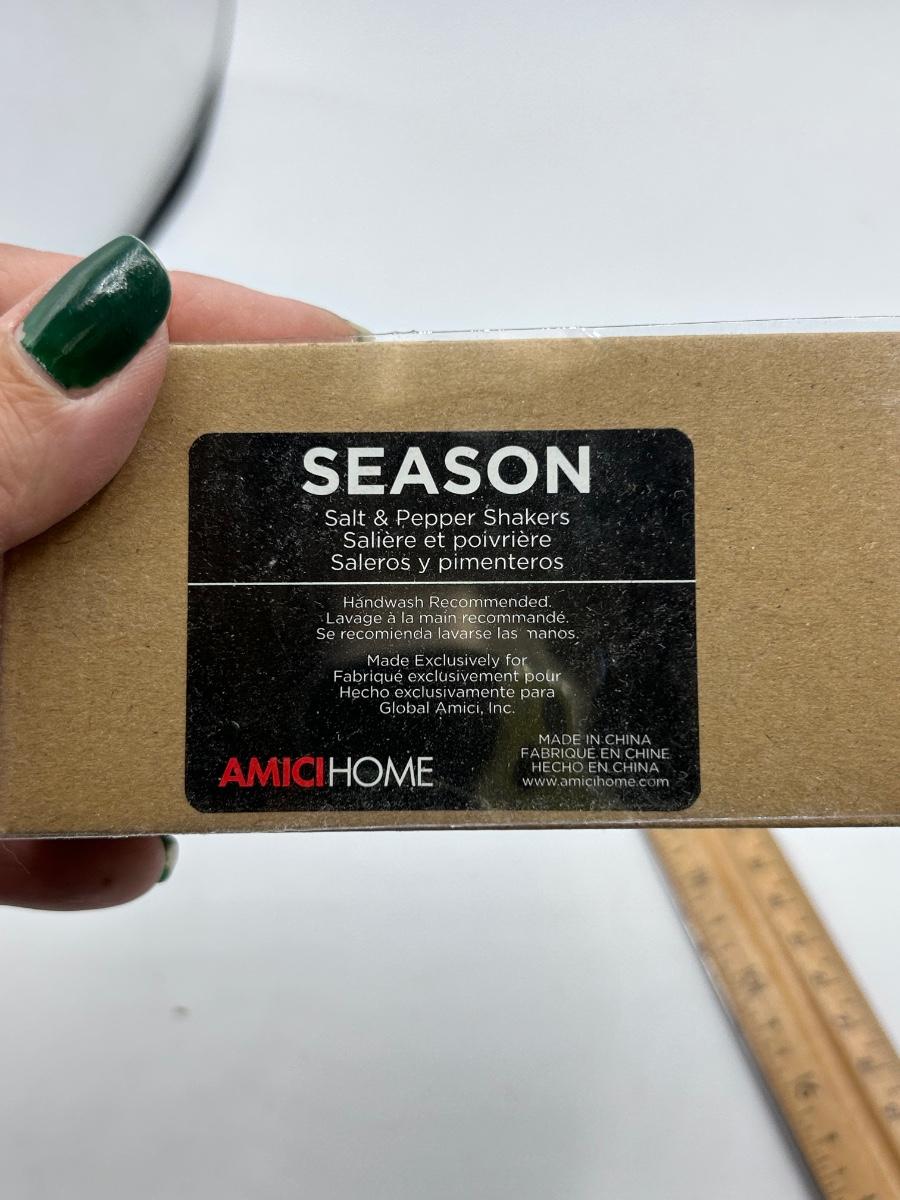 SEASON
Salt & Pepper Shakers
Salière et poivrière
Saleros y pimenteros
Handwash Recommended.
Lavage à la main recommandé.
Se recomienda lavarse las manos.
Made Exclusively for
Fabriqué exclusivement pour
Hecho exclusivamente para
Global Amici, Inc.
AMICIHOME
MADE IN CHINA
FABRIQUÉ EN CHINE
HECHO EN CHINA
www.amicihome.com